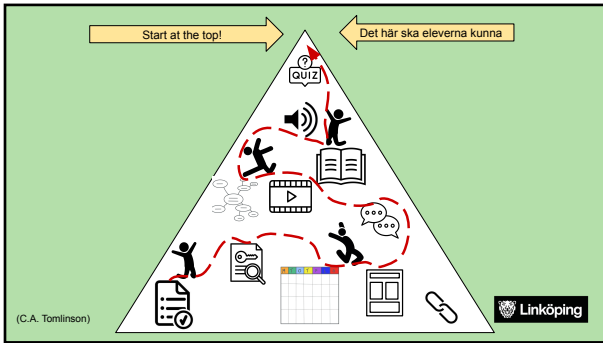 Start at the top!
Det här ska eleverna kunna
?
QUIZ
(C.A. Tomlinson)
Linköping